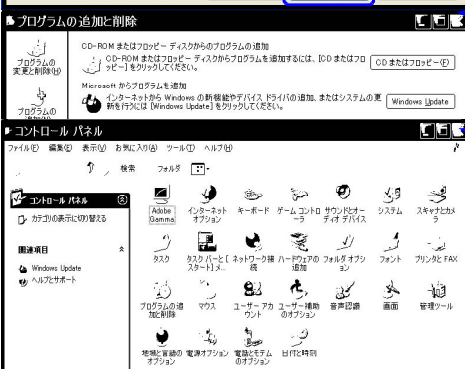 プログラムの追加と削除
プログラムの
変更と削除(H)
CD-ROM またはフロッピー ディスクからのプログラムの追加
CD-ROM またはフロッピー ディスクからプログラムを追加するには、[CD またはフロ
ッピー] をクリックしてください。
CD またはフロッピー(F)
プログラムの
Microsoft からプログラムを追加
インターネットから Windows の新機能やデバイス ドライバの追加、またはシステムの更
新を行うには [Windows Update] をクリックしてください。
Windows Update
コントロール パネル
ファイル(F) 編集(E) 表示(V) お気に入り(A) ツール(T) ヘルプ(H)
検索 フォルダ
コントロール パネル
カテゴリの表示に切り替える
関連項目
Windows Update
ヘルプとサポート
Adobe
Gamma
インターネット
オプション
キーボード
ゲーム コントロ
ーラ
サウンドとオー
ディオ デバイス
システム
スキャナとカメ
ラ
タスク
タスク バーと [
スタート] メ...
ネットワーク接
続
ハードウェアの
追加
フォルダ オプシ
ョン
フォント
プリンタと FAX
プログラムの追
加と削除
マウス
ユーザー アカ
ウント
ユーザー補助
のオプション
音声認識
画面
管理ツール
地域と言語の
オプション
電源オプション
電話とモデム
のオプション
日付と時刻